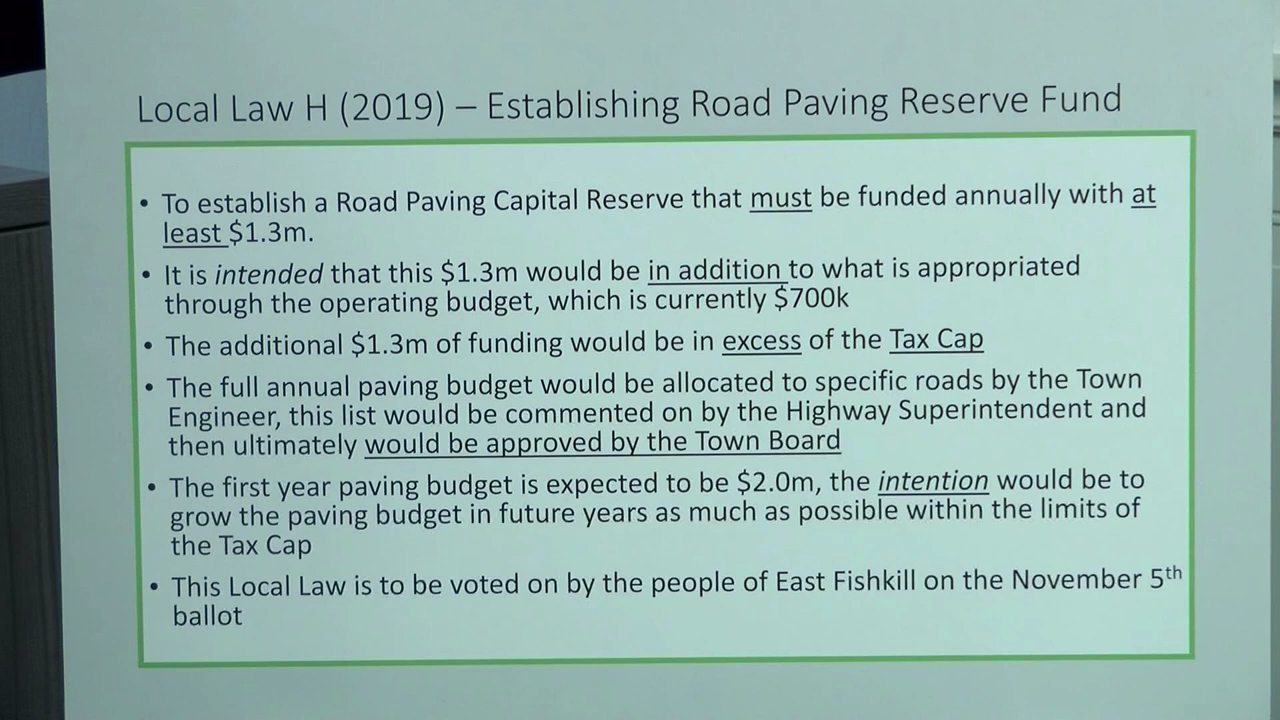 Local Law H (2019) – Establishing Road Paving Reserve Fund
• To establish a Road Paving Capital Reserve that must be funded annually with at
least $1.3m.
• It is intended that this $1.3m would be in addition to what is appropriated
through the operating budget, which is currently $700k
• The additional $1.3m of funding would be in excess of the Tax Cap
• The full annual paving budget would be allocated to specific roads by the Town
Engineer, this list would be commented on by the Highway Superintendent and
then ultimately would be approved by the Town Board
• The first year paving budget is expected to be $2.0m, the intention would be to
grow the paving budget in future years as much as possible within the limits of
the Tax Cap
• This Local Law is to be voted on by the people of East Fishkill on the November 5th
ballot